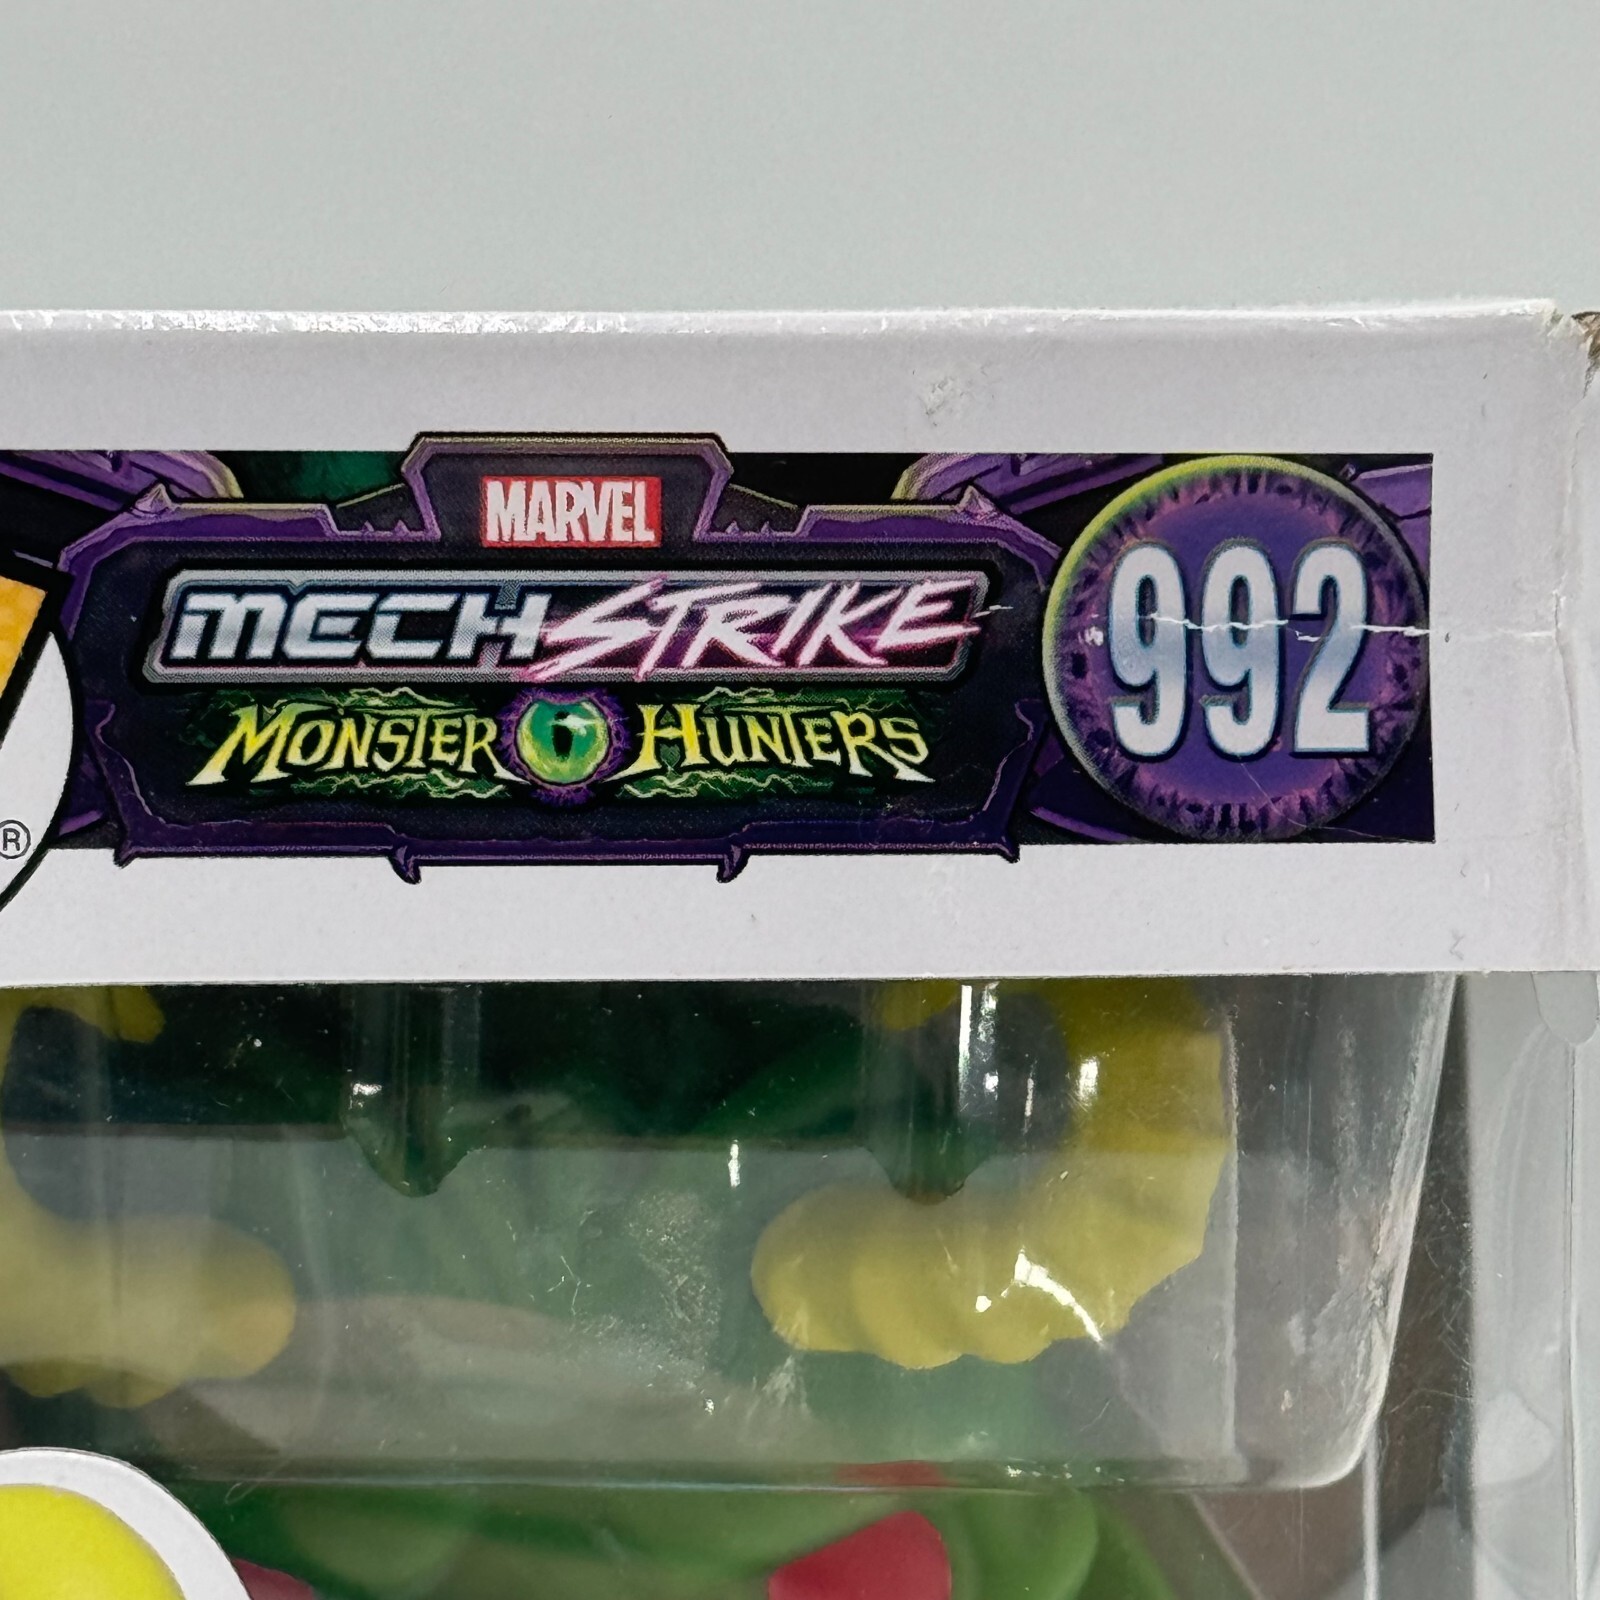 MARVEL
MECH STRIKE
MONSTER HUNTERS
992
®